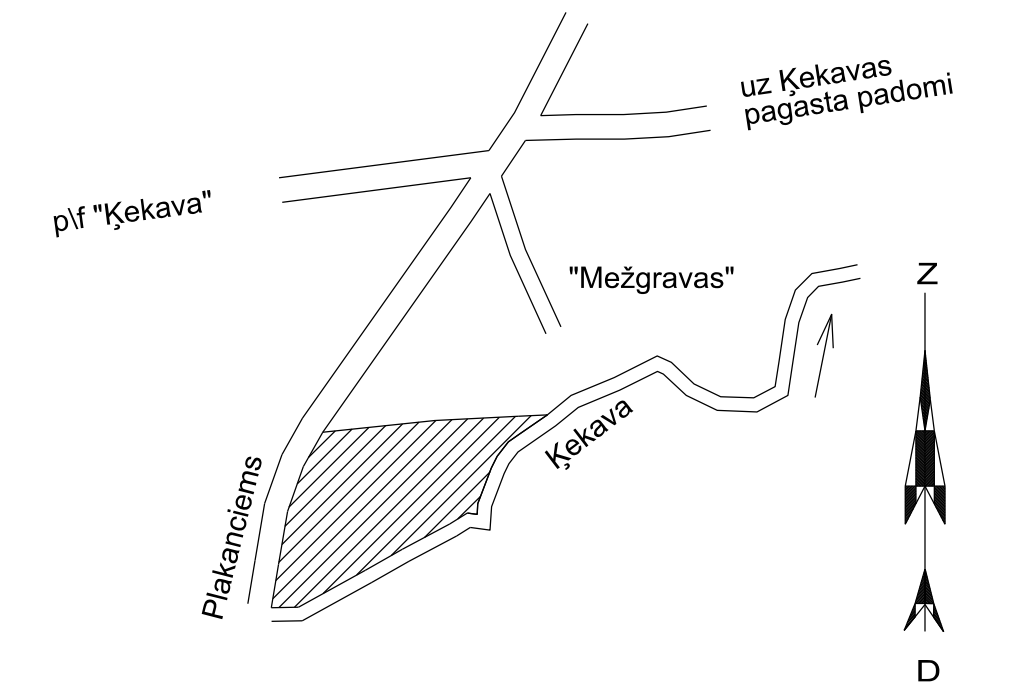 uz Ķekavas
pagasta padomi
p\f "Ķekava"
"Mežgravas"
Z
Ķekava
Plakanciems
D